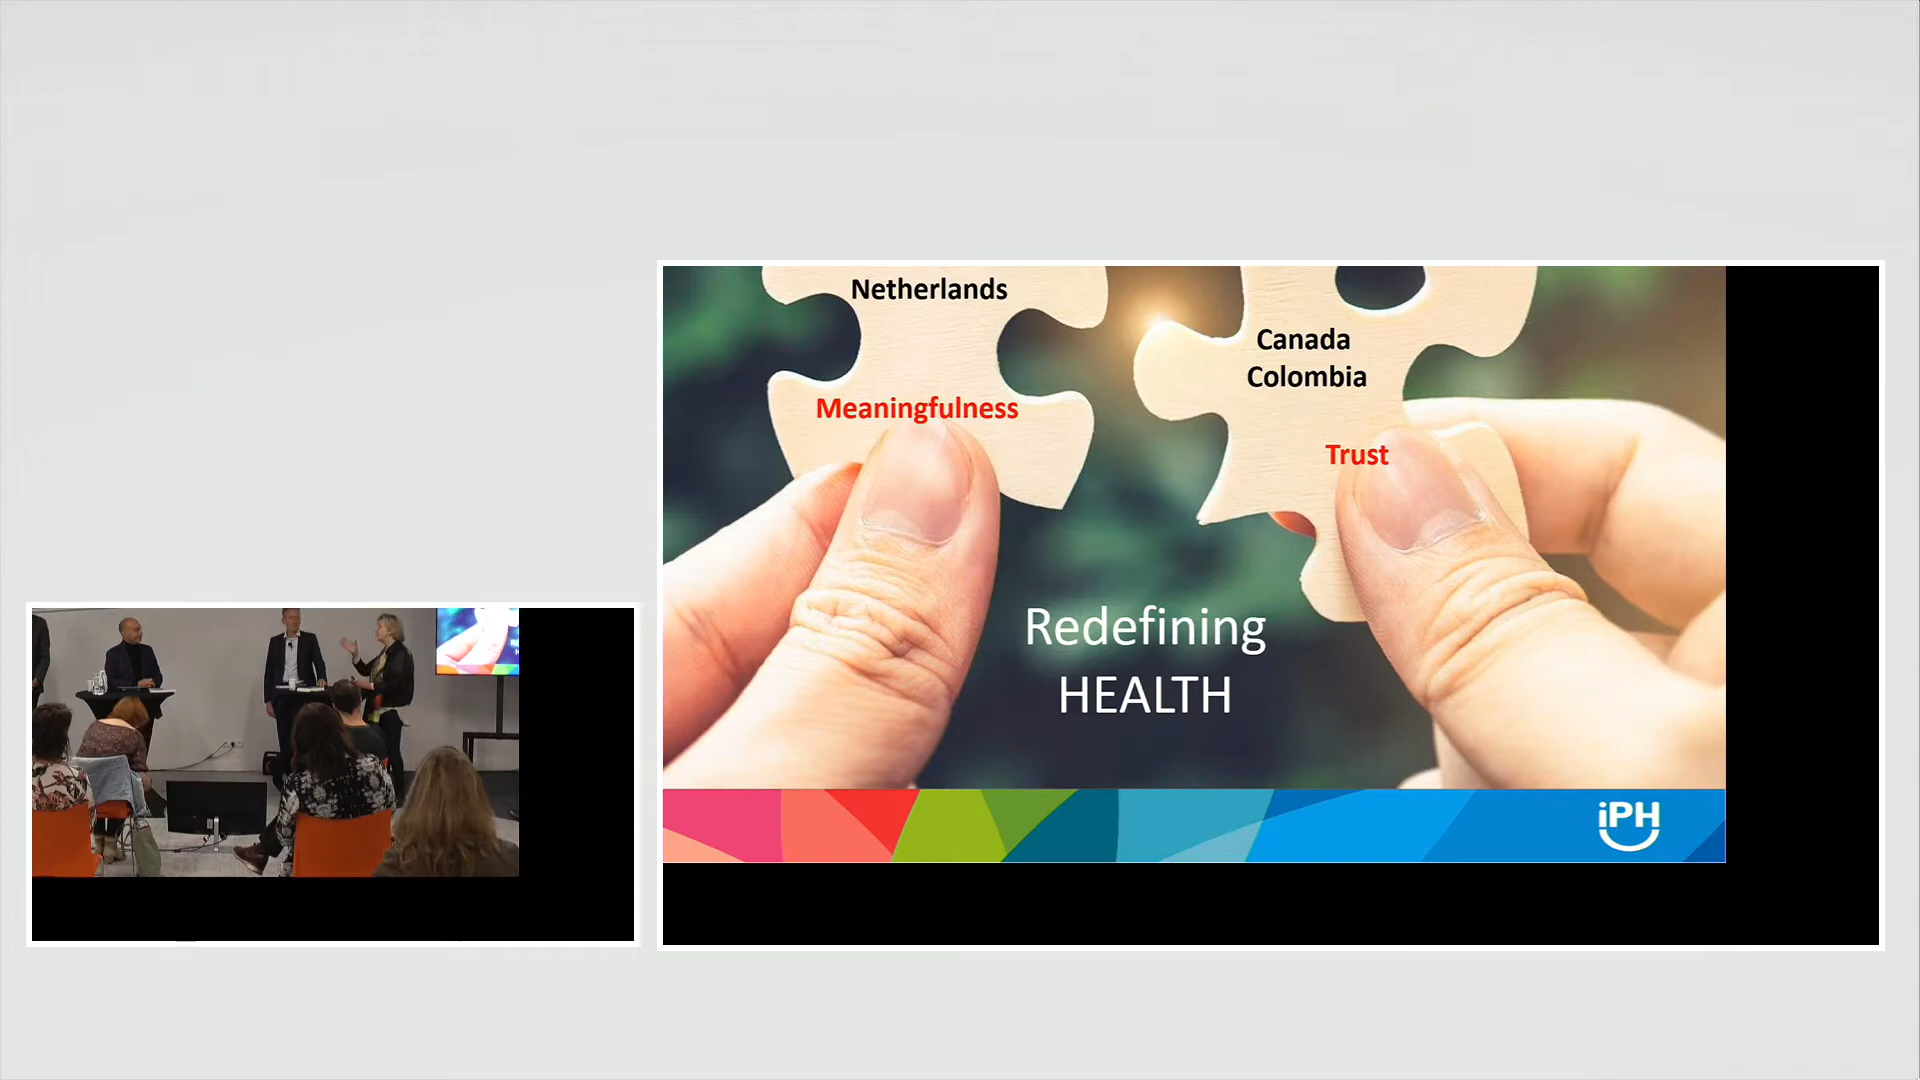 Netherlands
Meaningfulness
Canada
Colombia
Trust
Redefining
HEALTH
iPH